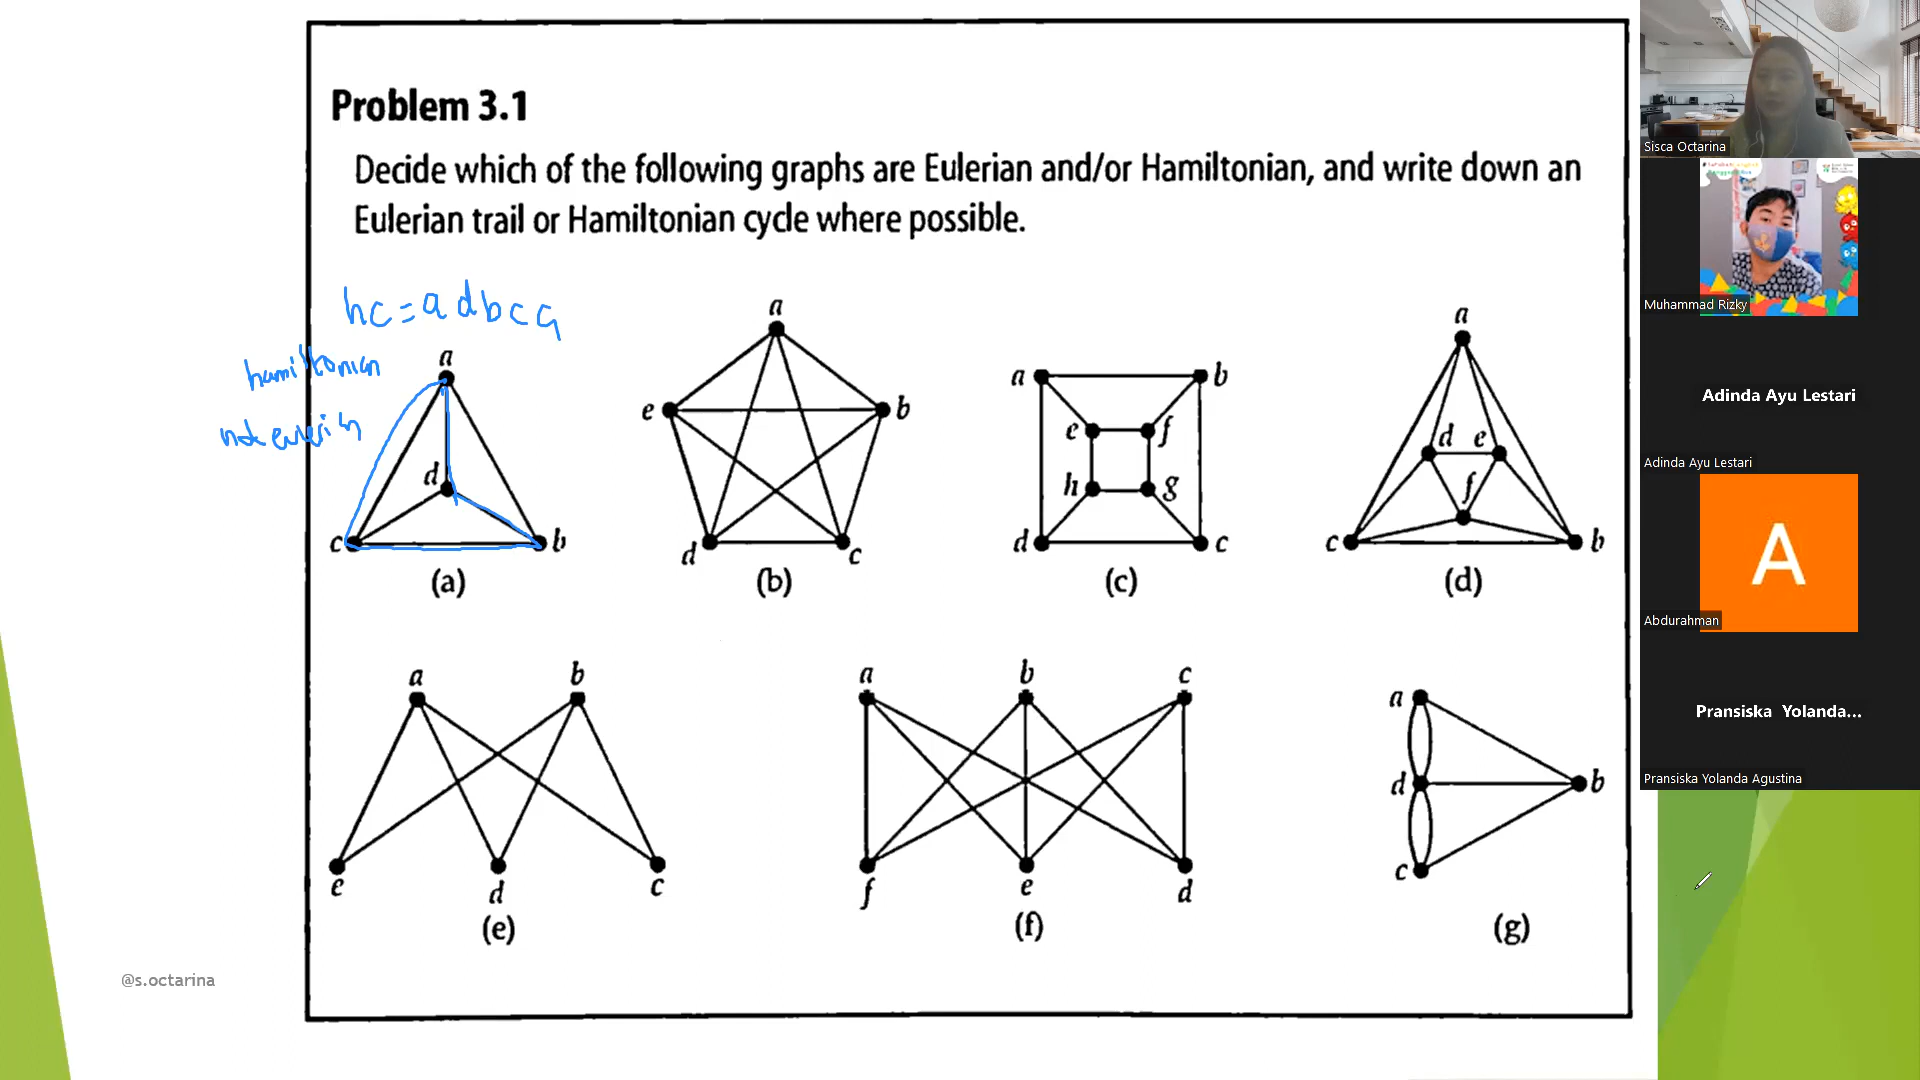 Problem 3.1
Decide which of the following graphs are Eulerian and/or Hamiltonian, and write down an
Eulerian trail or Hamiltonian cycle where possible.
hc = a d b c a
hamiltonian
not
a
d
c
b
(a)
a
e
b
d
c
(b)
a
b
e
f
h
g
d
c
(c)
a
d
e
f
c
b
(d)
a
b
e
d
c
(e)
a
b
c
f
e
d
(f)
a
d
b
c
(g)
@s.octarina
Sisca Octarina
Muhammad Rizky
Adinda Ayu Lestari
Adinda Ayu Lestari
A
Abdurahman
Pransiska Yolanda...
Pransiska Yolanda Agustina